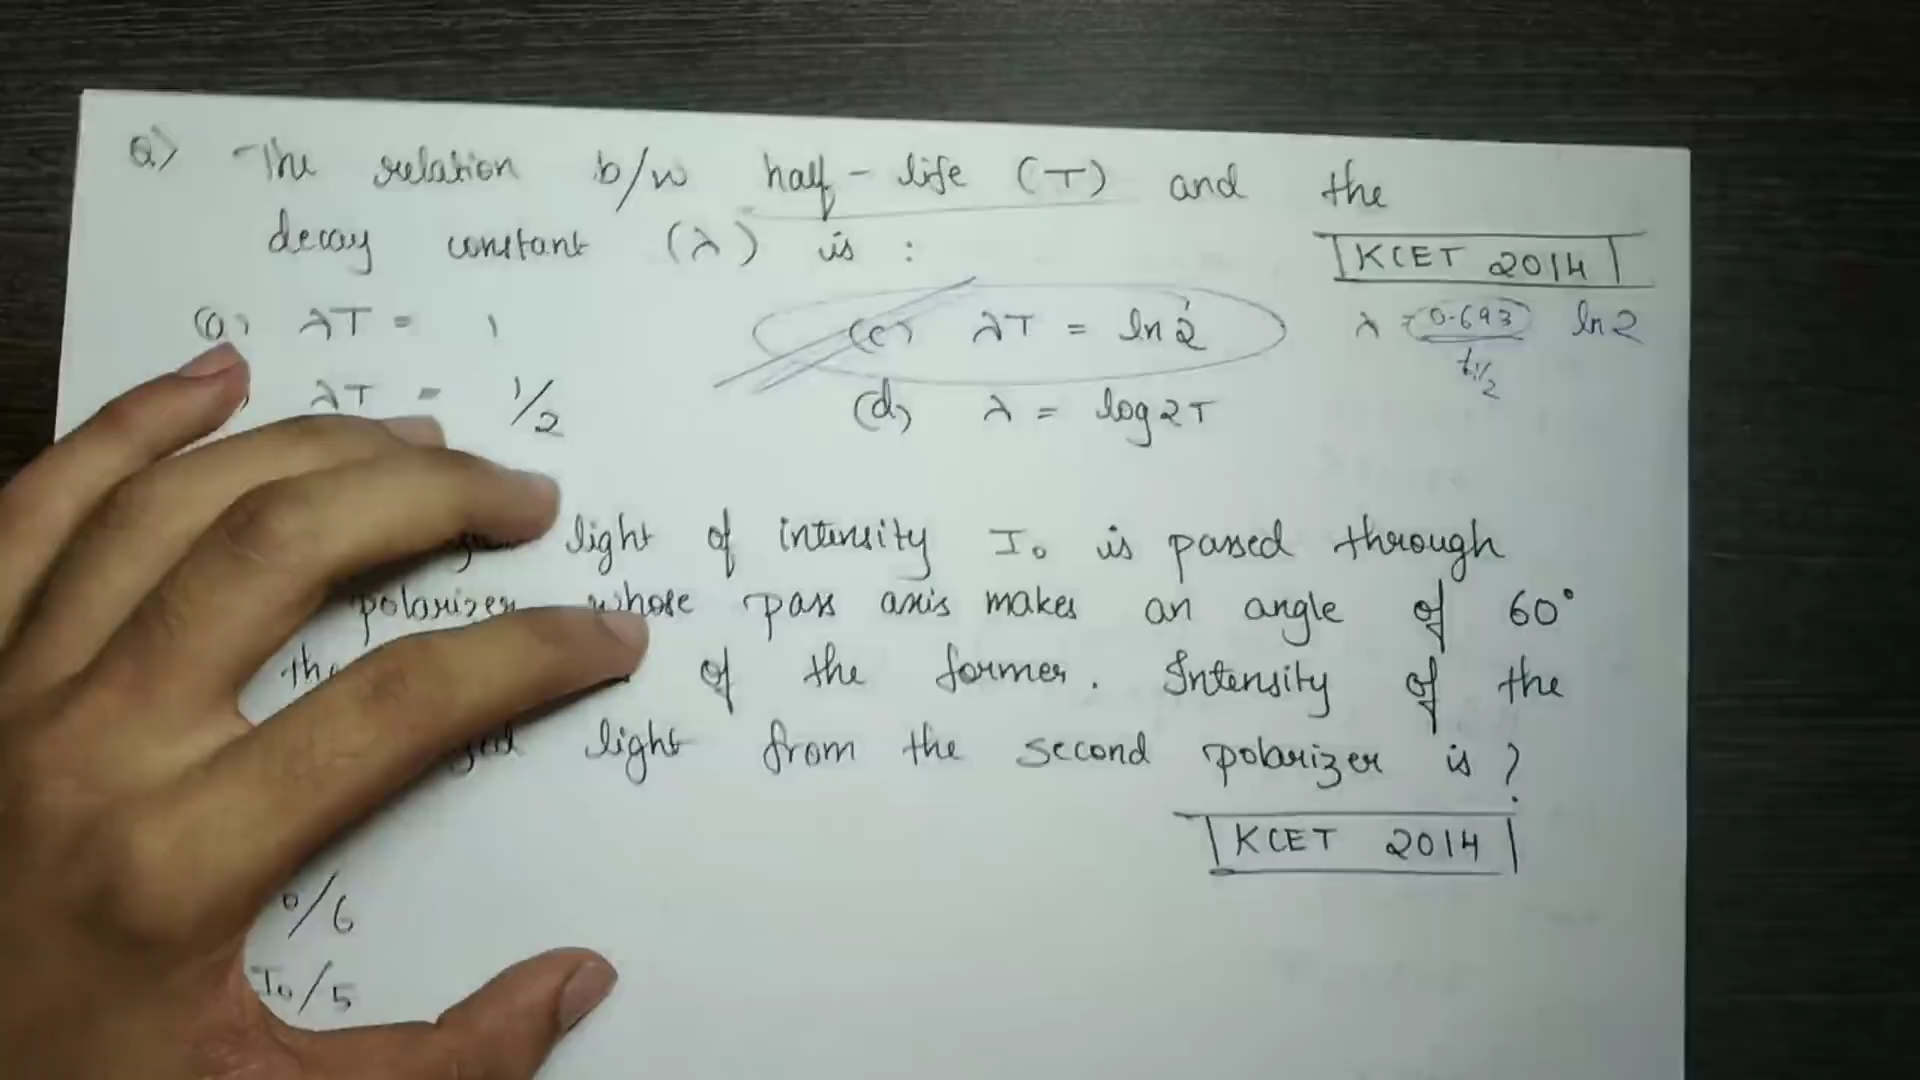 Q) The relation b/w half-life (T) and the
decay constant (λ) is :
KCET 2014
(a) λT = 1
(c) λT = ln 2
λ = 0.693 / t1/2 ln 2
λT = 1/2
(d) λ = log 2T
light of intensity I₀ is passed through
polarizer whose pass axis makes an angle of 60°
of the former. Intensity of the
light from the second polarizer is ?
KCET 2014
/6
I₀/5